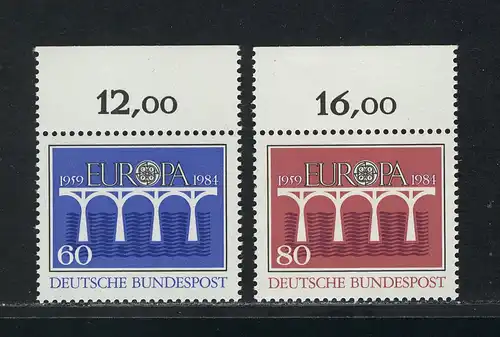 12,00
1959 EUROPA 1984
60
DEUTSCHE BUNDESPOST
16,00
1959 EUROPA 1984
80
DEUTSCHE BUNDESPOST